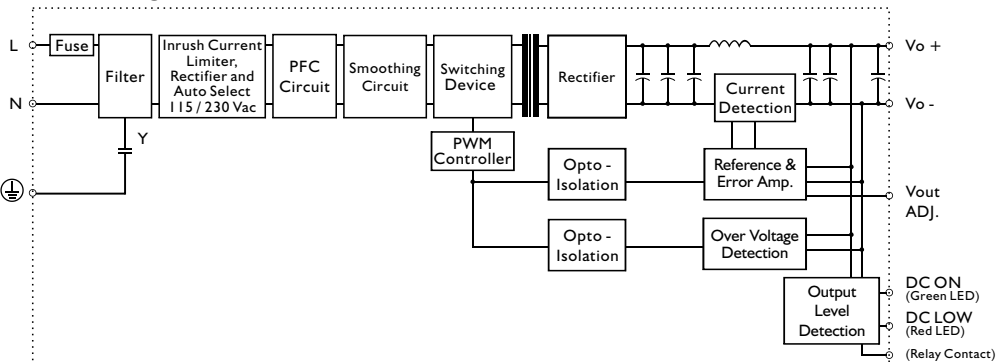 L
Fuse
Filter
Inrush Current
Limiter,
Rectifier and
Auto Select
115 / 230 Vac
PFC
Circuit
Smoothing
Circuit
Switching
Device
Rectifier
Vo +
N
Current
Detection
Vo -
Y
PWM
Controller
Opto -
Isolation
Reference &
Error Amp.
Vout
ADJ.
Opto -
Isolation
Over Voltage
Detection
Output
Level
Detection
DC ON
(Green LED)
DC LOW
(Red LED)
(Relay Contact)